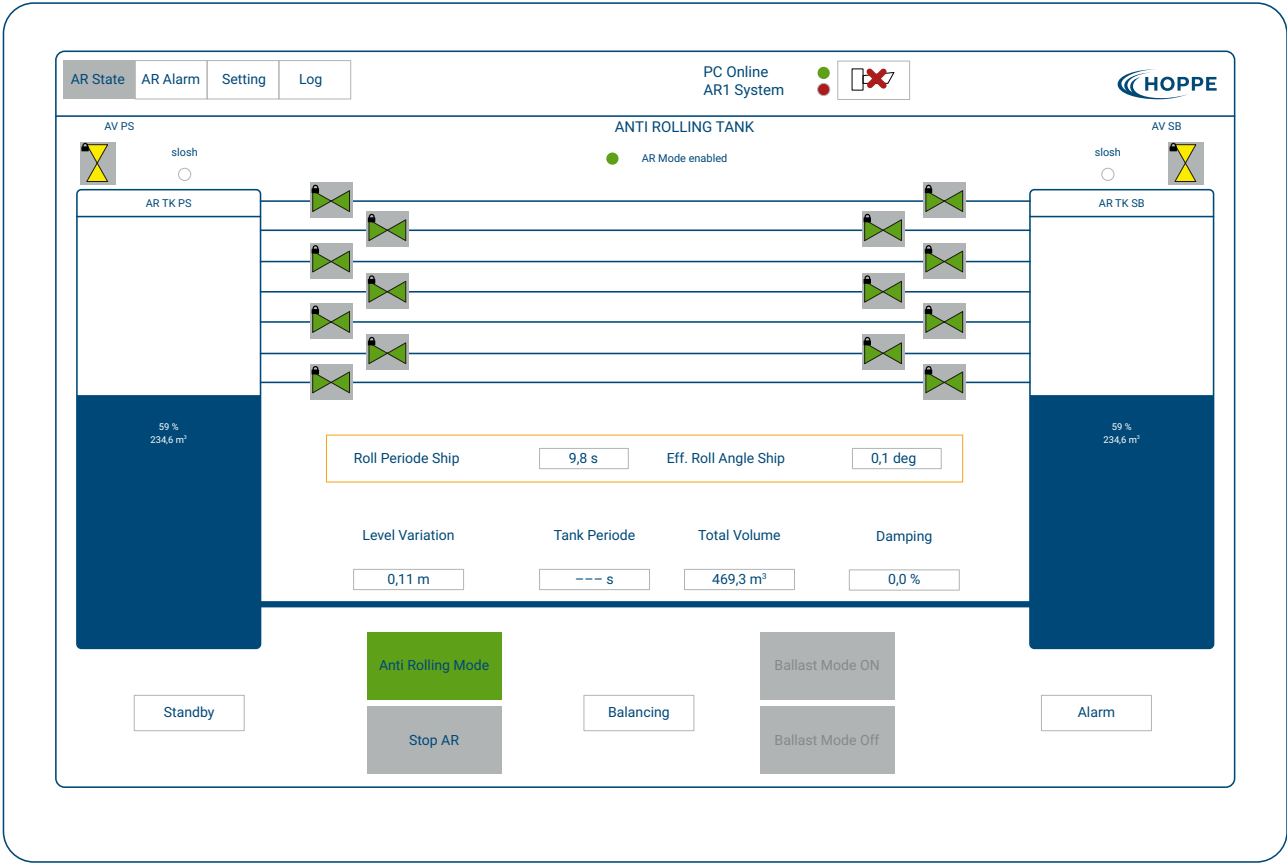 AR State
AR Alarm
Setting
Log
PC Online
AR1 System
HOPPE
AV PS
ANTI ROLLING TANK
AV SB
slosh
AR Mode enabled
slosh
AR TK PS
AR TK SB
59 %
234,6 m³
59 %
234,6 m³
Roll Periode Ship
9,8 s
Eff. Roll Angle Ship
0,1 deg
Level Variation
Tank Periode
Total Volume
Damping
0,11 m
––– s
469,3 m³
0,0 %
Anti Rolling Mode
Ballast Mode ON
Standby
Balancing
Alarm
Stop AR
Ballast Mode Off